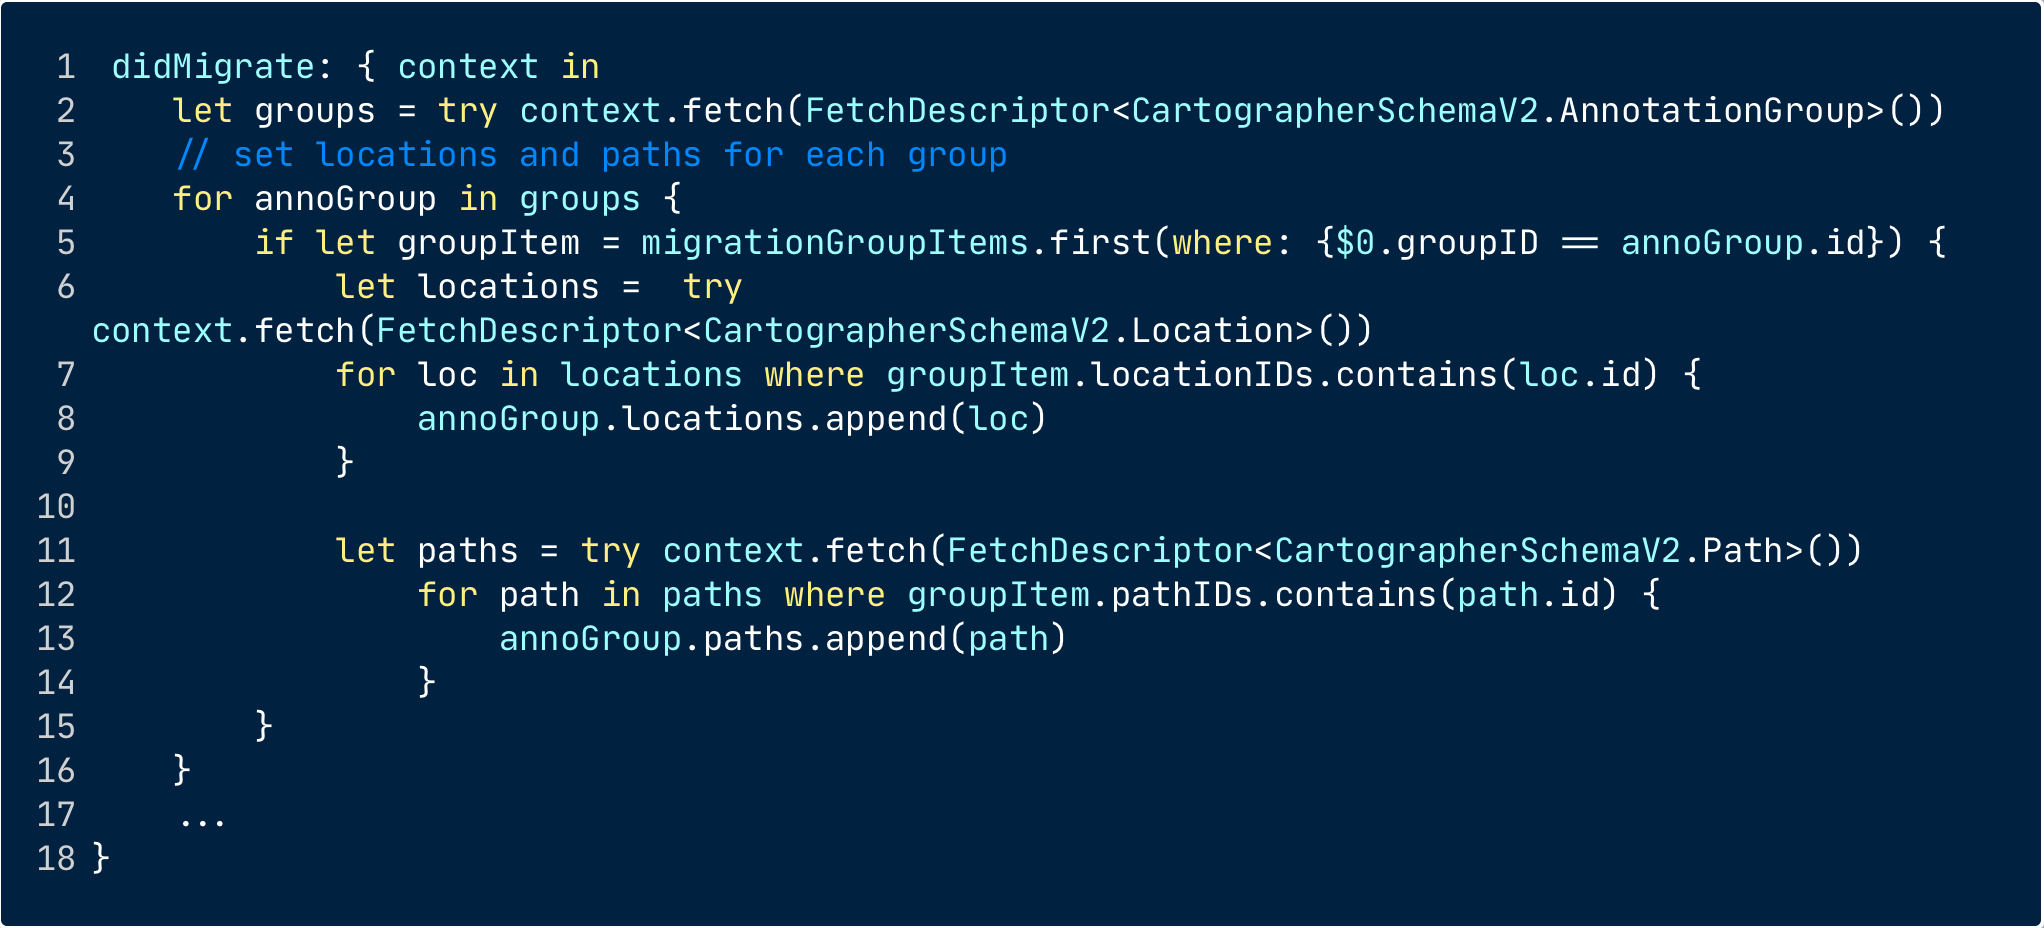 1 didMigrate: { context in
2 let groups = try context.fetch(FetchDescriptor<CartographerSchemaV2.AnnotationGroup>())
3 // set locations and paths for each group
4 for annoGroup in groups {
5 if let groupItem = migrationGroupItems.first(where: {$0.groupID == annoGroup.id}) {
6 let locations =  try
context.fetch(FetchDescriptor<CartographerSchemaV2.Location>())
7 for loc in locations where groupItem.locationIDs.contains(loc.id) {
8 annoGroup.locations.append(loc)
9 }
10
11 let paths = try context.fetch(FetchDescriptor<CartographerSchemaV2.Path>())
12 for path in paths where groupItem.pathIDs.contains(path.id) {
13 annoGroup.paths.append(path)
14 }
15 }
16 }
17 ...
18 }